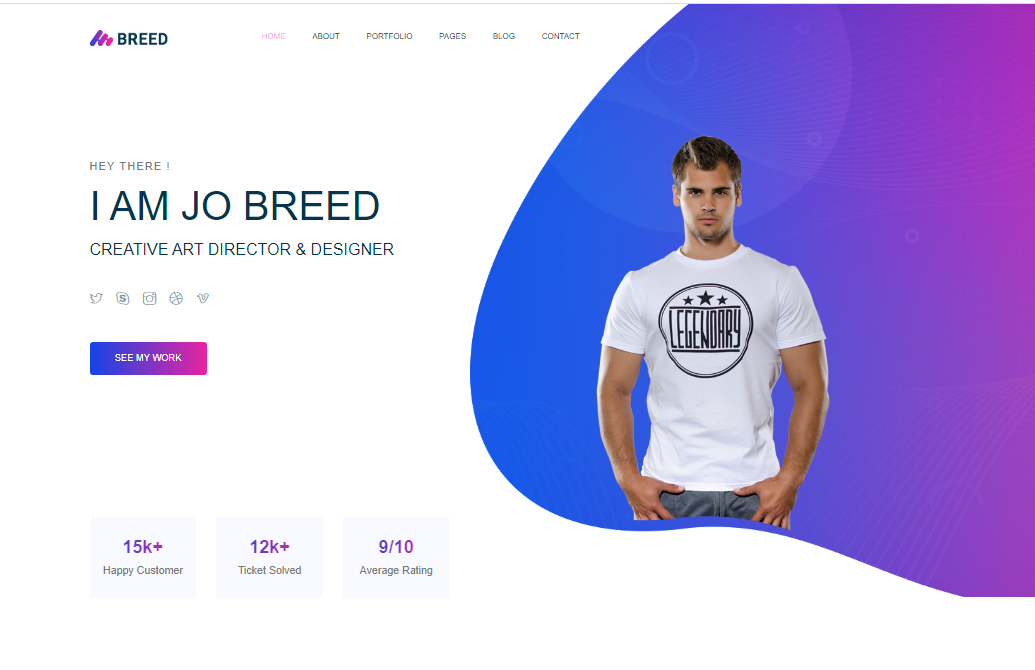 BREED
HOME ABOUT PORTFOLIO PAGES BLOG CONTACT
HEY THERE !
I AM JO BREED
CREATIVE ART DIRECTOR & DESIGNER
SEE MY WORK
LEGENDARY
15k+ 12k+ 9/10
Happy Customer Ticket Solved Average Rating